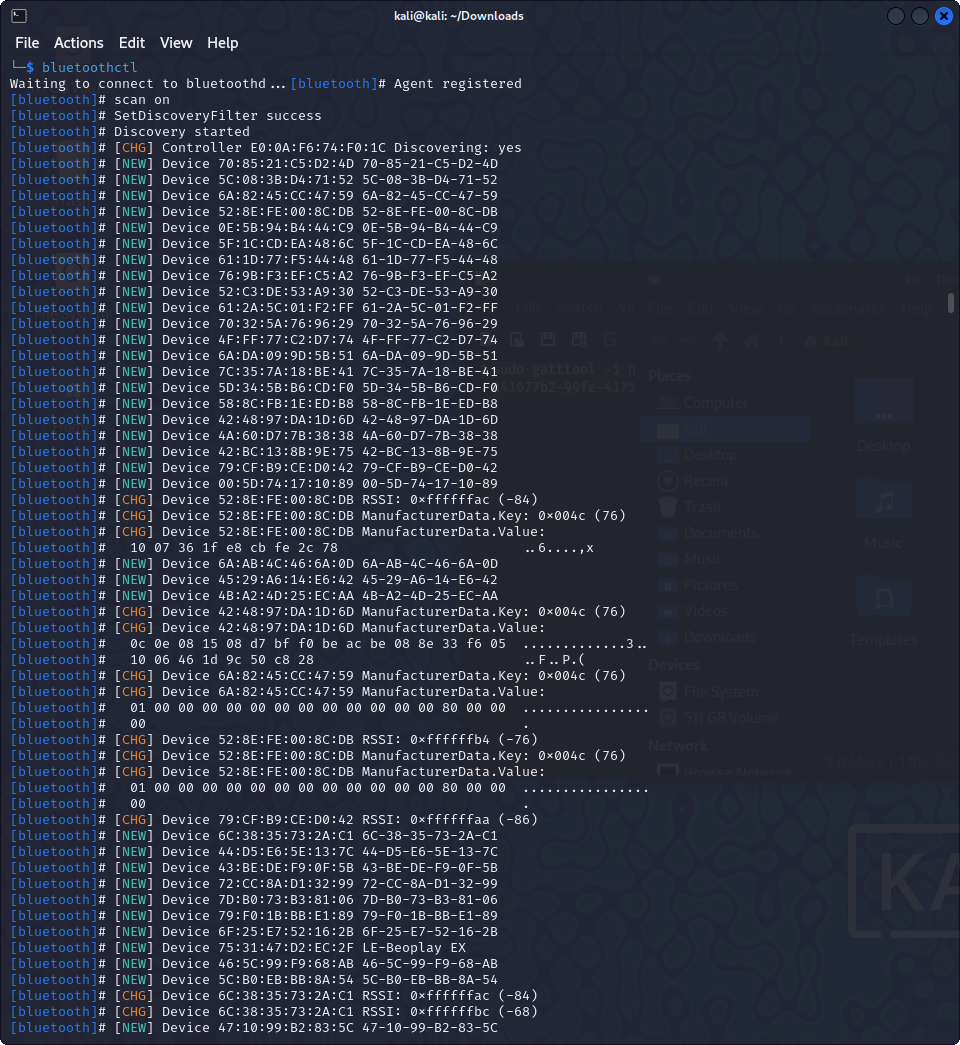 kali@kali: ~/Downloads
File Actions Edit View Help
└─$ bluetoothctl
Waiting to connect to bluetoothd...[bluetooth]# Agent registered
[bluetooth]# scan on
[bluetooth]# SetDiscoveryFilter success
[bluetooth]# Discovery started
[bluetooth]# [CHG] Controller E0:0A:F6:74:F0:1C Discovering: yes
[bluetooth]# [NEW] Device 70:85:21:C5:D2:4D 70-85-21-C5-D2-4D
[bluetooth]# [NEW] Device 5C:08:3B:D4:71:52 5C-08-3B-D4-71-52
[bluetooth]# [NEW] Device 6A:82:45:CC:47:59 6A-82-45-CC-47-59
[bluetooth]# [NEW] Device 52:8E:FE:00:8C:DB 52-8E-FE-00-8C-DB
[bluetooth]# [NEW] Device 0E:5B:94:B4:44:C9 0E-5B-94-B4-44-C9
[bluetooth]# [NEW] Device 5F:1C:CD:EA:48:6C 5F-1C-CD-EA-48-6C
[bluetooth]# [NEW] Device 61:1D:77:F5:44:48 61-1D-77-F5-44-48
[bluetooth]# [NEW] Device 76:9B:F3:EF:C5:A2 76-9B-F3-EF-C5-A2
[bluetooth]# [NEW] Device 52:C3:DE:53:A9:30 52-C3-DE-53-A9-30
[bluetooth]# [NEW] Device 61:2A:5C:01:F2:FF 61-2A-5C-01-F2-FF
[bluetooth]# [NEW] Device 70:32:5A:76:96:29 70-32-5A-76-96-29
[bluetooth]# [NEW] Device 4F:FF:77:C2:D7:74 4F-FF-77-C2-D7-74
[bluetooth]# [NEW] Device 6A:DA:09:9D:5B:51 6A-DA-09-9D-5B-51
[bluetooth]# [NEW] Device 7C:35:7A:18:BE:41 7C-35-7A-18-BE-41
[bluetooth]# [NEW] Device 5D:34:5B:B6:CD:F0 5D-34-5B-B6-CD-F0
[bluetooth]# [NEW] Device 58:8C:FB:1E:ED:B8 58-8C-FB-1E-ED-B8
[bluetooth]# [NEW] Device 42:48:97:DA:1D:6D 42-48-97-DA-1D-6D
[bluetooth]# [NEW] Device 4A:60:D7:7B:38:38 4A-60-D7-7B-38-38
[bluetooth]# [NEW] Device 42:BC:13:8B:9E:75 42-BC-13-8B-9E-75
[bluetooth]# [NEW] Device 79:CF:B9:CE:D0:42 79-CF-B9-CE-D0-42
[bluetooth]# [NEW] Device 00:5D:74:17:10:89 00-5D-74-17-10-89
[bluetooth]# [CHG] Device 52:8E:FE:00:8C:DB RSSI: 0xffffffac (-84)
[bluetooth]# [CHG] Device 52:8E:FE:00:8C:DB ManufacturerData.Key: 0x004c (76)
[bluetooth]# [CHG] Device 52:8E:FE:00:8C:DB ManufacturerData.Value:
[bluetooth]#   10 07 36 1f e8 cb fe 2c 78                       ..6....,x
[bluetooth]# [NEW] Device 6A:AB:4C:46:6A:0D 6A-AB-4C-46-6A-0D
[bluetooth]# [NEW] Device 45:29:A6:14:E6:42 45-29-A6-14-E6-42
[bluetooth]# [NEW] Device 4B:A2:4D:25:EC:AA 4B-A2-4D-25-EC-AA
[bluetooth]# [CHG] Device 42:48:97:DA:1D:6D ManufacturerData.Key: 0x004c (76)
[bluetooth]# [CHG] Device 42:48:97:DA:1D:6D ManufacturerData.Value:
[bluetooth]#   0c 0e 08 15 08 d7 bf f0 be ac be 08 8e 33 f6 05  .............3..
[bluetooth]#   10 06 46 1d 9c 50 c8 28                          ..F..P.(
[bluetooth]# [CHG] Device 6A:82:45:CC:47:59 ManufacturerData.Key: 0x004c (76)
[bluetooth]# [CHG] Device 6A:82:45:CC:47:59 ManufacturerData.Value:
[bluetooth]#   01 00 00 00 00 00 00 00 00 00 00 00 00 80 00 00  ................
[bluetooth]#   00                                               .
[bluetooth]# [CHG] Device 52:8E:FE:00:8C:DB RSSI: 0xffffffb4 (-76)
[bluetooth]# [CHG] Device 52:8E:FE:00:8C:DB ManufacturerData.Key: 0x004c (76)
[bluetooth]# [CHG] Device 52:8E:FE:00:8C:DB ManufacturerData.Value:
[bluetooth]#   01 00 00 00 00 00 00 00 00 00 00 00 00 80 00 00  ................
[bluetooth]#   00                                               .
[bluetooth]# [CHG] Device 79:CF:B9:CE:D0:42 RSSI: 0xffffffaa (-86)
[bluetooth]# [NEW] Device 6C:38:35:73:2A:C1 6C-38-35-73-2A-C1
[bluetooth]# [NEW] Device 44:D5:E6:5E:13:7C 44-D5-E6-5E-13-7C
[bluetooth]# [NEW] Device 43:BE:DE:F9:0F:5B 43-BE-DE-F9-0F-5B
[bluetooth]# [NEW] Device 72:CC:8A:D1:32:99 72-CC-8A-D1-32-99
[bluetooth]# [NEW] Device 7D:B0:73:B3:81:06 7D-B0-73-B3-81-06
[bluetooth]# [NEW] Device 79:F0:1B:BB:E1:89 79-F0-1B-BB-E1-89
[bluetooth]# [NEW] Device 6F:25:E7:52:16:2B 6F-25-E7-52-16-2B
[bluetooth]# [NEW] Device 75:31:47:D2:EC:2F LE-Beoplay EX
[bluetooth]# [NEW] Device 46:5C:99:F9:68:AB 46-5C-99-F9-68-AB
[bluetooth]# [NEW] Device 5C:B0:EB:BB:8A:54 5C-B0-EB-BB-8A-54
[bluetooth]# [CHG] Device 6C:38:35:73:2A:C1 RSSI: 0xffffffac (-84)
[bluetooth]# [CHG] Device 6C:38:35:73:2A:C1 RSSI: 0xffffffbc (-68)
[bluetooth]# [NEW] Device 47:10:99:B2:83:5C 47-10-99-B2-83-5C
Edit Search
File Edit View Go Bookmarks Help
Places
Computer
Desktop
Recent
Trash
Documents
Music
Pictures
Videos
Downloads
Devices
File System
511 GB Volume
Network
Browse Network
Desktop
Music
Templates